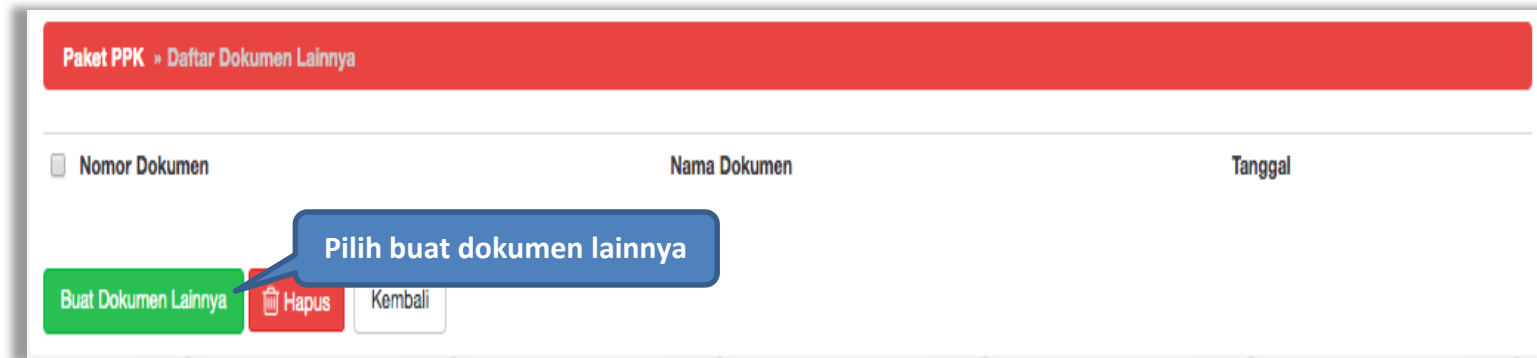 Paket PPK » Daftar Dokumen Lainnya
Nomor Dokumen Nama Dokumen Tanggal
Pilih buat dokumen lainnya
Buat Dokumen Lainnya Hapus Kembali